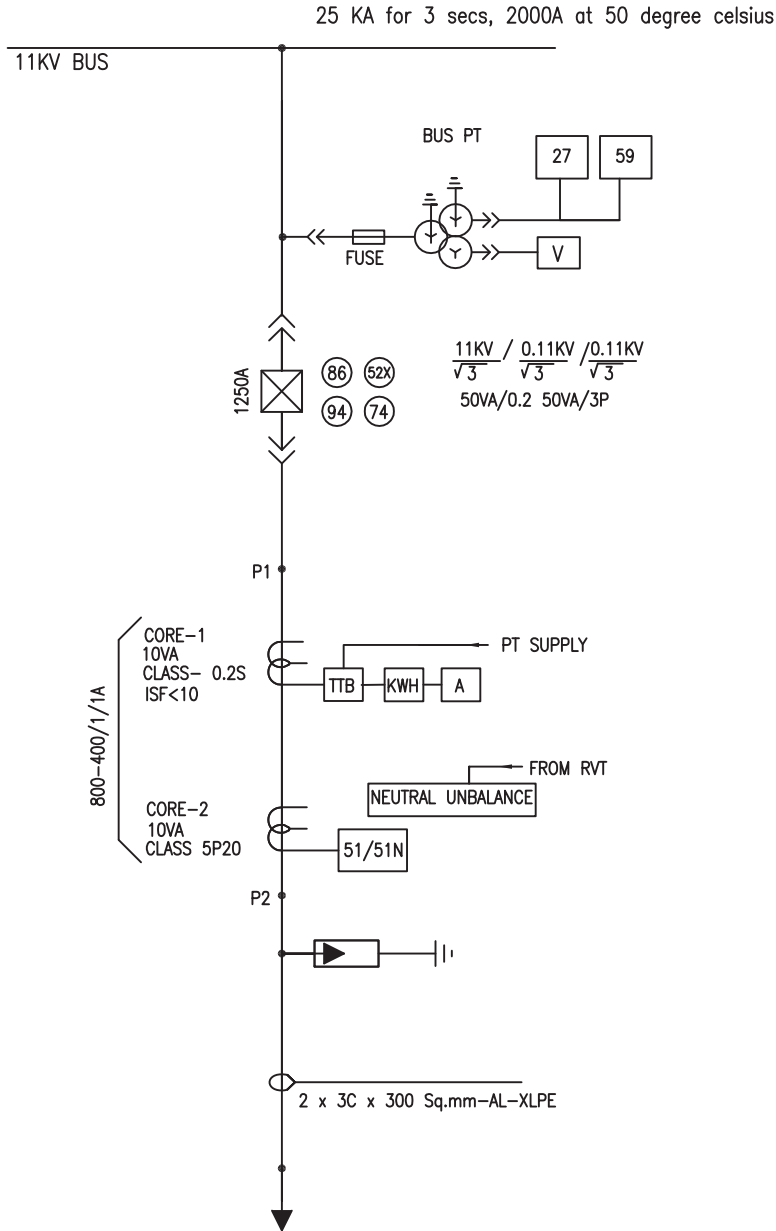 25 KA for 3 secs, 2000A at 50 degree celsius
11KV BUS
BUS PT
27
59
FUSE
V
1250A
86
52X
94
74
11KV / 0.11KV /0.11KV
√3 √3 √3
50VA/0.2 50VA/3P
P1
CORE-1
10VA
CLASS- 0.2S
ISF<10
PT SUPPLY
TTB
KWH
A
800-400/1/1A
FROM RVT
NEUTRAL UNBALANCE
CORE-2
10VA
CLASS 5P20
51/51N
P2
2 x 3C x 300 Sq.mm-AL-XLPE